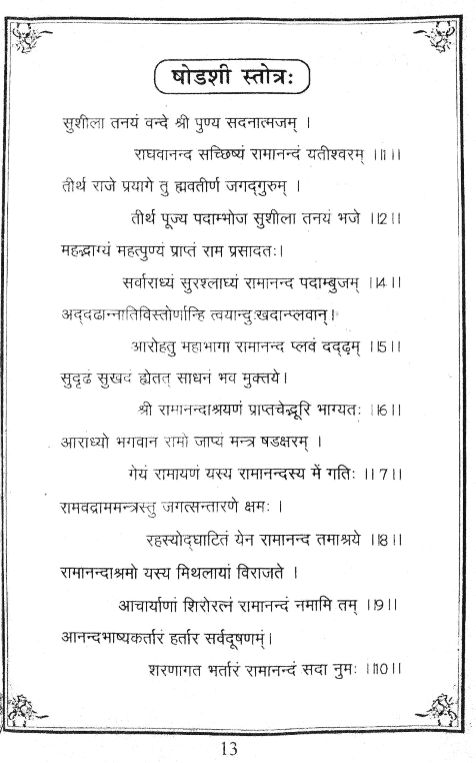 षोडशी स्तोत्रः
सुशीला तनयं वन्दे श्री पुण्य सदनात्मजम् ।
राघवानन्द सच्छिष्यं रामानन्दं यतीश्वरम् ।।1।।
तीर्थ राजे प्रयागे तु ह्मवतीर्ण जगद्गुरुम् ।
तीर्थ पूज्य पदाम्भोज सुशीला तनयं भजे ।।2।।
महद्भाग्यं महत्पुण्यं प्राप्तं राम प्रसादतः।
सर्वाराध्यं सुरश्लाध्यं रामानन्द पदाम्बुजम् ।।4।।
अद्दढान्नातिविस्तोर्णान्हि त्वयान्दुःखदान्प्लवान्।
आरोहतु महाभागा रामानन्द प्लवं दद्ढ़म् ।।5।।
सुदृढं सुखदं ह्येतत् साधनं भव मुक्तये।
श्री रामानन्दाश्रयणं प्राप्तचेद्भूरि भाग्यतः ।।6।।
आराध्यो भगवान रामो जाप्यं मन्त्र षडक्षरम् ।
गेयं रामायणं यस्य रामानन्दस्य में गतिः ।।7।।
रामवद्राममन्त्रस्तु जगत्सन्तारणे क्षमः ।
रहस्योद्घाटितं येन रामानन्द तमाश्रये ।।8।।
रामानन्दाश्रमो यस्य मिथलायां विराजते ।
आचार्याणां शिरोरत्नं रामानन्दं नमामि तम् ।।9।।
आनन्दभाष्यकर्तारं हर्तार सर्वदूषणम्ं।
शरणागत भर्तारं रामानन्दं सदा नुमः ।।10।।
13